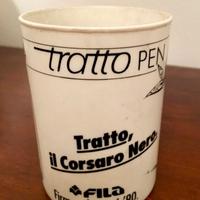 tratto PEN
Tratto,
il Corsaro Nero.
FILA